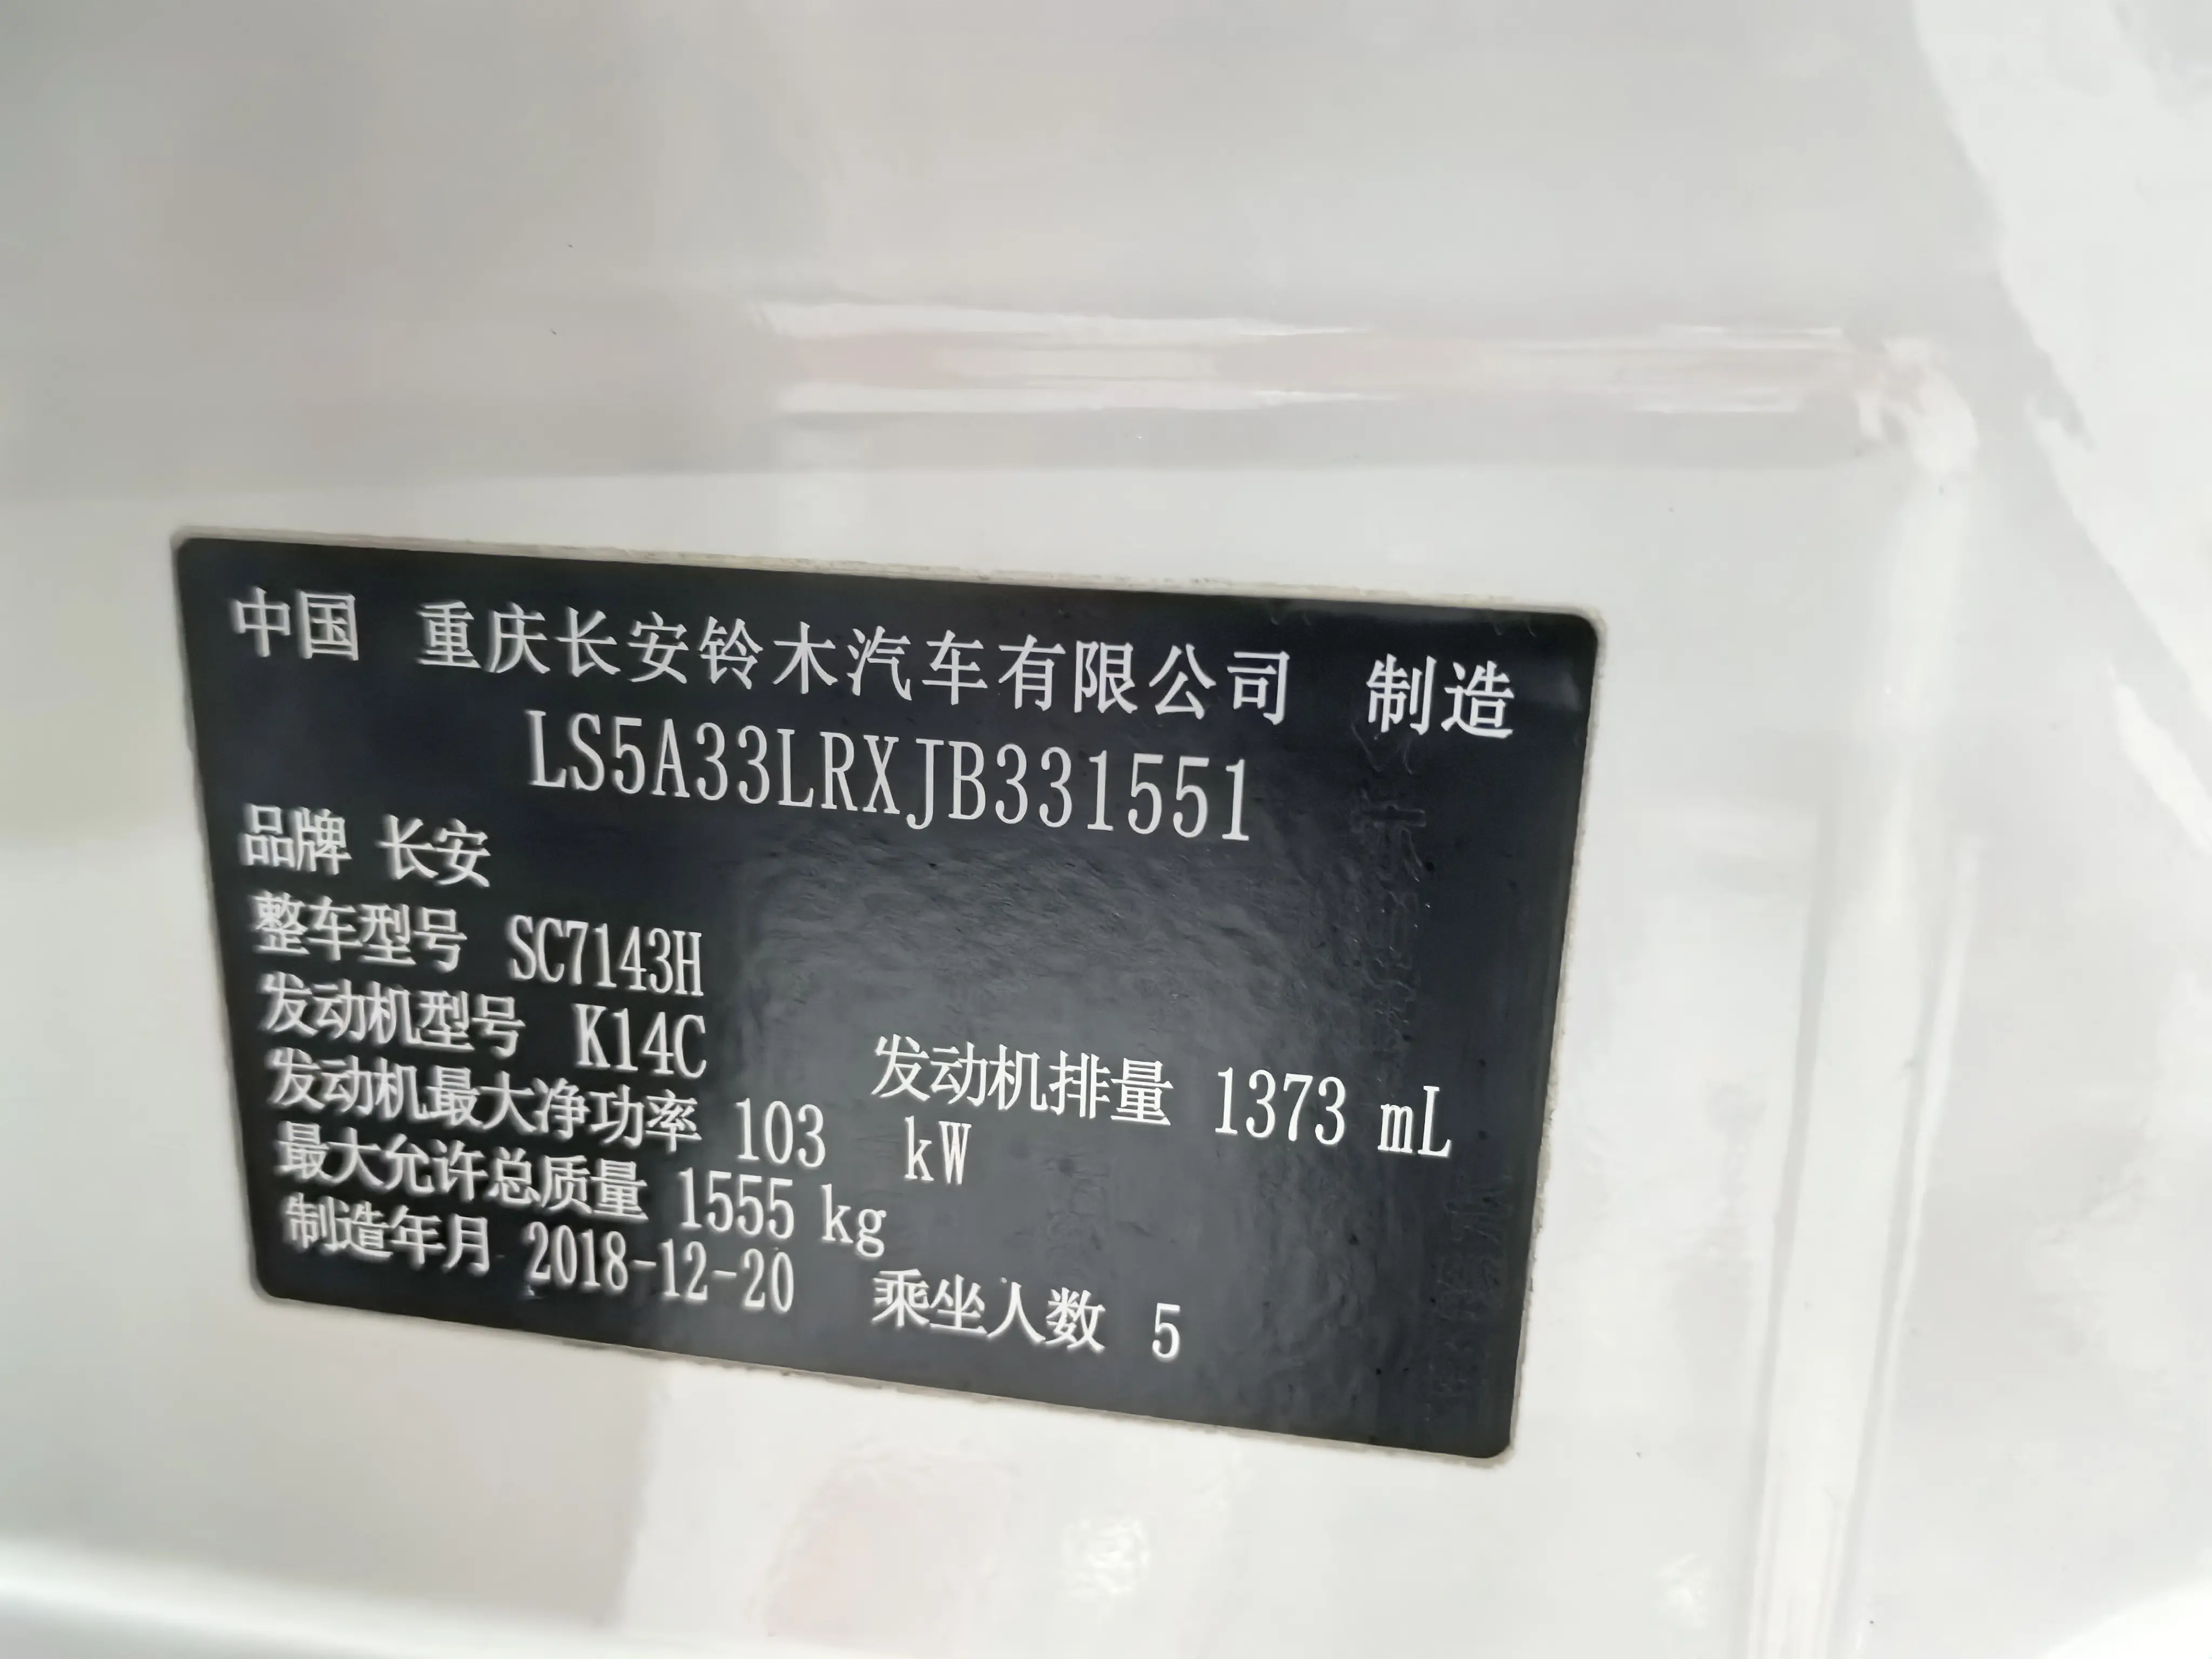 中国 重庆长安铃木汽车有限公司 制造
LS5A33LRXJB331551
品牌 长安
整车型号 SC7143H
发动机型号 K14C 发动机排量 1373 mL
发动机最大净功率 103 kW
最大允许总质量 1555 kg
制造年月 2018-12-20 乘坐人数 5